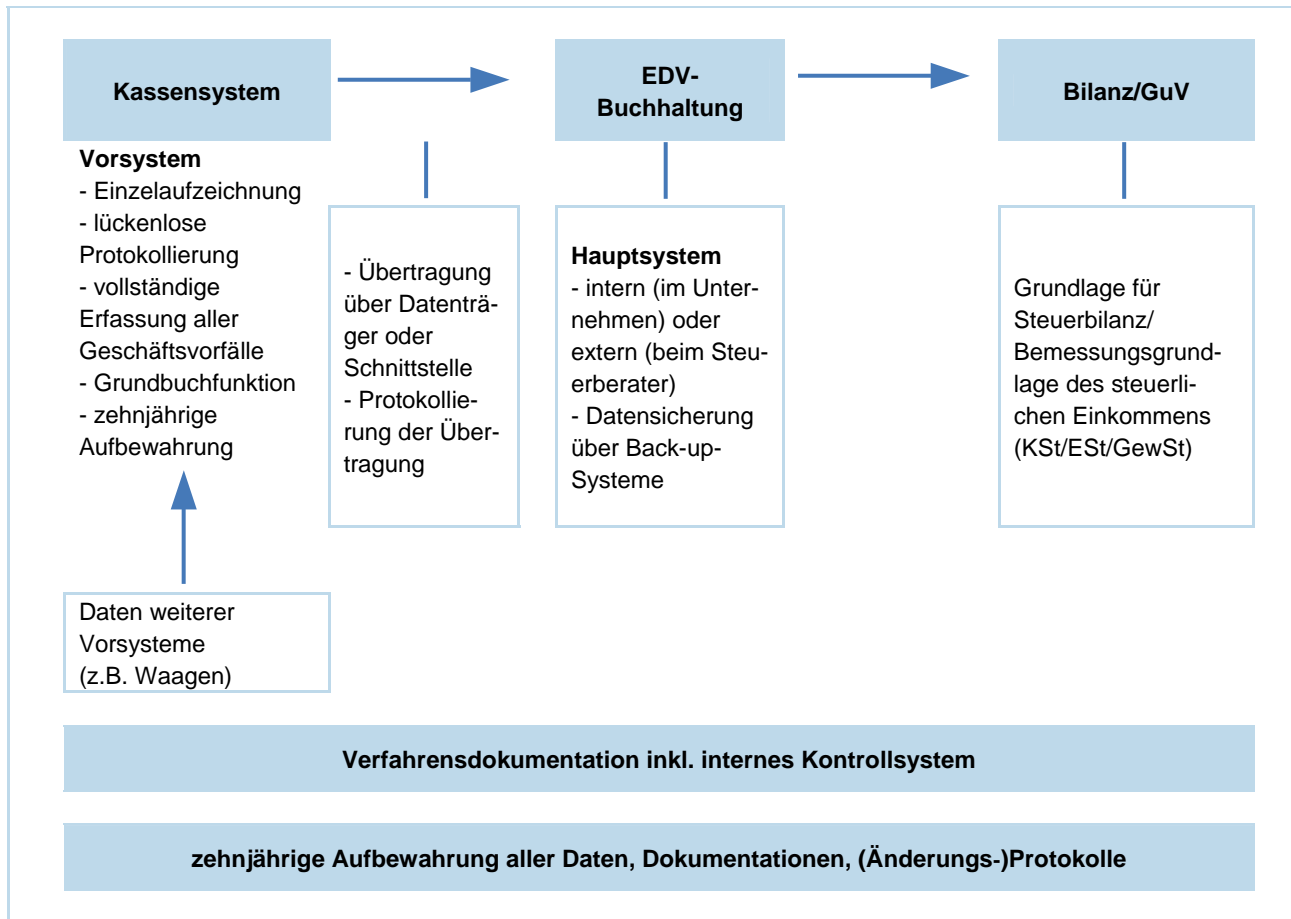 Kassensystem
EDV-
Buchhaltung
Bilanz/GuV
Vorsystem
- Einzelaufzeichnung
- lückenlose
Protokollierung
- vollständige
Erfassung aller
Geschäftsvorfälle
- Grundbuchfunktion
- zehnjährige
Aufbewahrung
- Übertragung
über Datenträ-
ger oder
Schnittstelle
- Protokollie-
rung der Über-
tragung
Hauptsystem
- intern (im Unter-
nehmen) oder
extern (beim Steu-
erberater)
- Datensicherung
über Back-up-
Systeme
Grundlage für
Steuerbilanz/
Bemessungsgrund-
lage des steuerli-
chen Einkommens
(KSt/ESt/GewSt)
Daten weiterer
Vorsysteme
(z.B. Waagen)
Verfahrensdokumentation inkl. internes Kontrollsystem
zehnjährige Aufbewahrung aller Daten, Dokumentationen, (Änderungs-)Protokolle